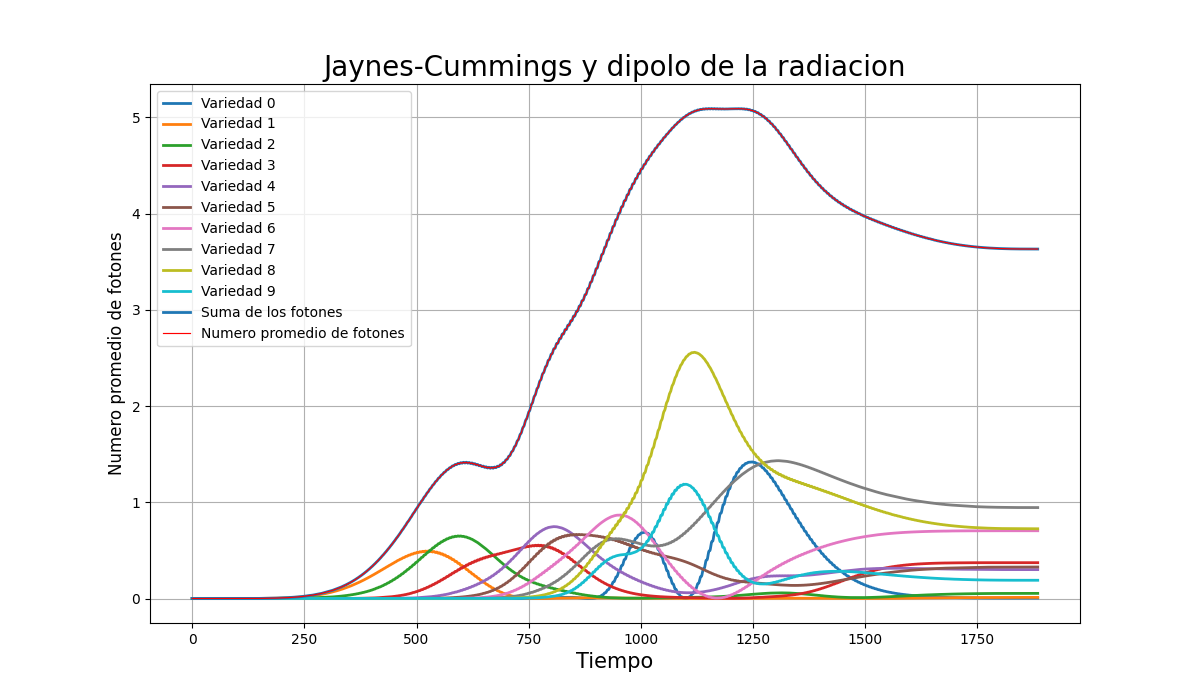 Jaynes-Cummings y dipolo de la radiacion
Numero promedio de fotones
5
4
3
2
1
0
Variedad 0
Variedad 1
Variedad 2
Variedad 3
Variedad 4
Variedad 5
Variedad 6
Variedad 7
Variedad 8
Variedad 9
Suma de los fotones
Numero promedio de fotones
0 250 500 750 1000 1250 1500 1750
Tiempo